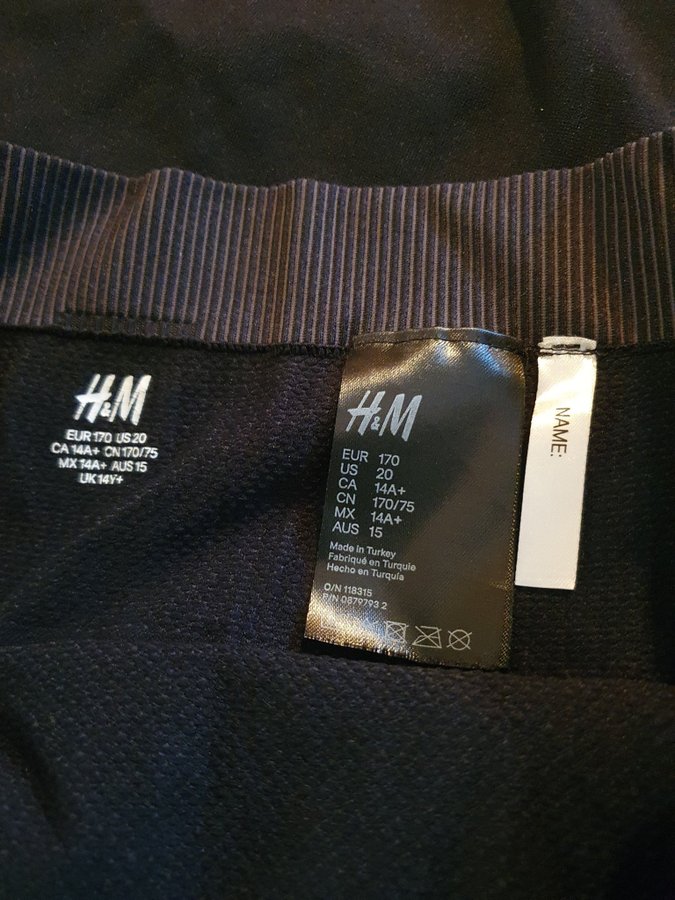 H&M
EUR 170 US 20
CA 14A+ CN 170/75
MX 14A+ AUS 15
UK 14Y+
H&M
EUR 170
US 20
CA 14A+
CN 170/75
MX 14A+
AUS 15
Made in Turkey
Fabriqué en Turquie
Hecho en Turquía
O/N 118315
P/N 0879793 2
NAME: